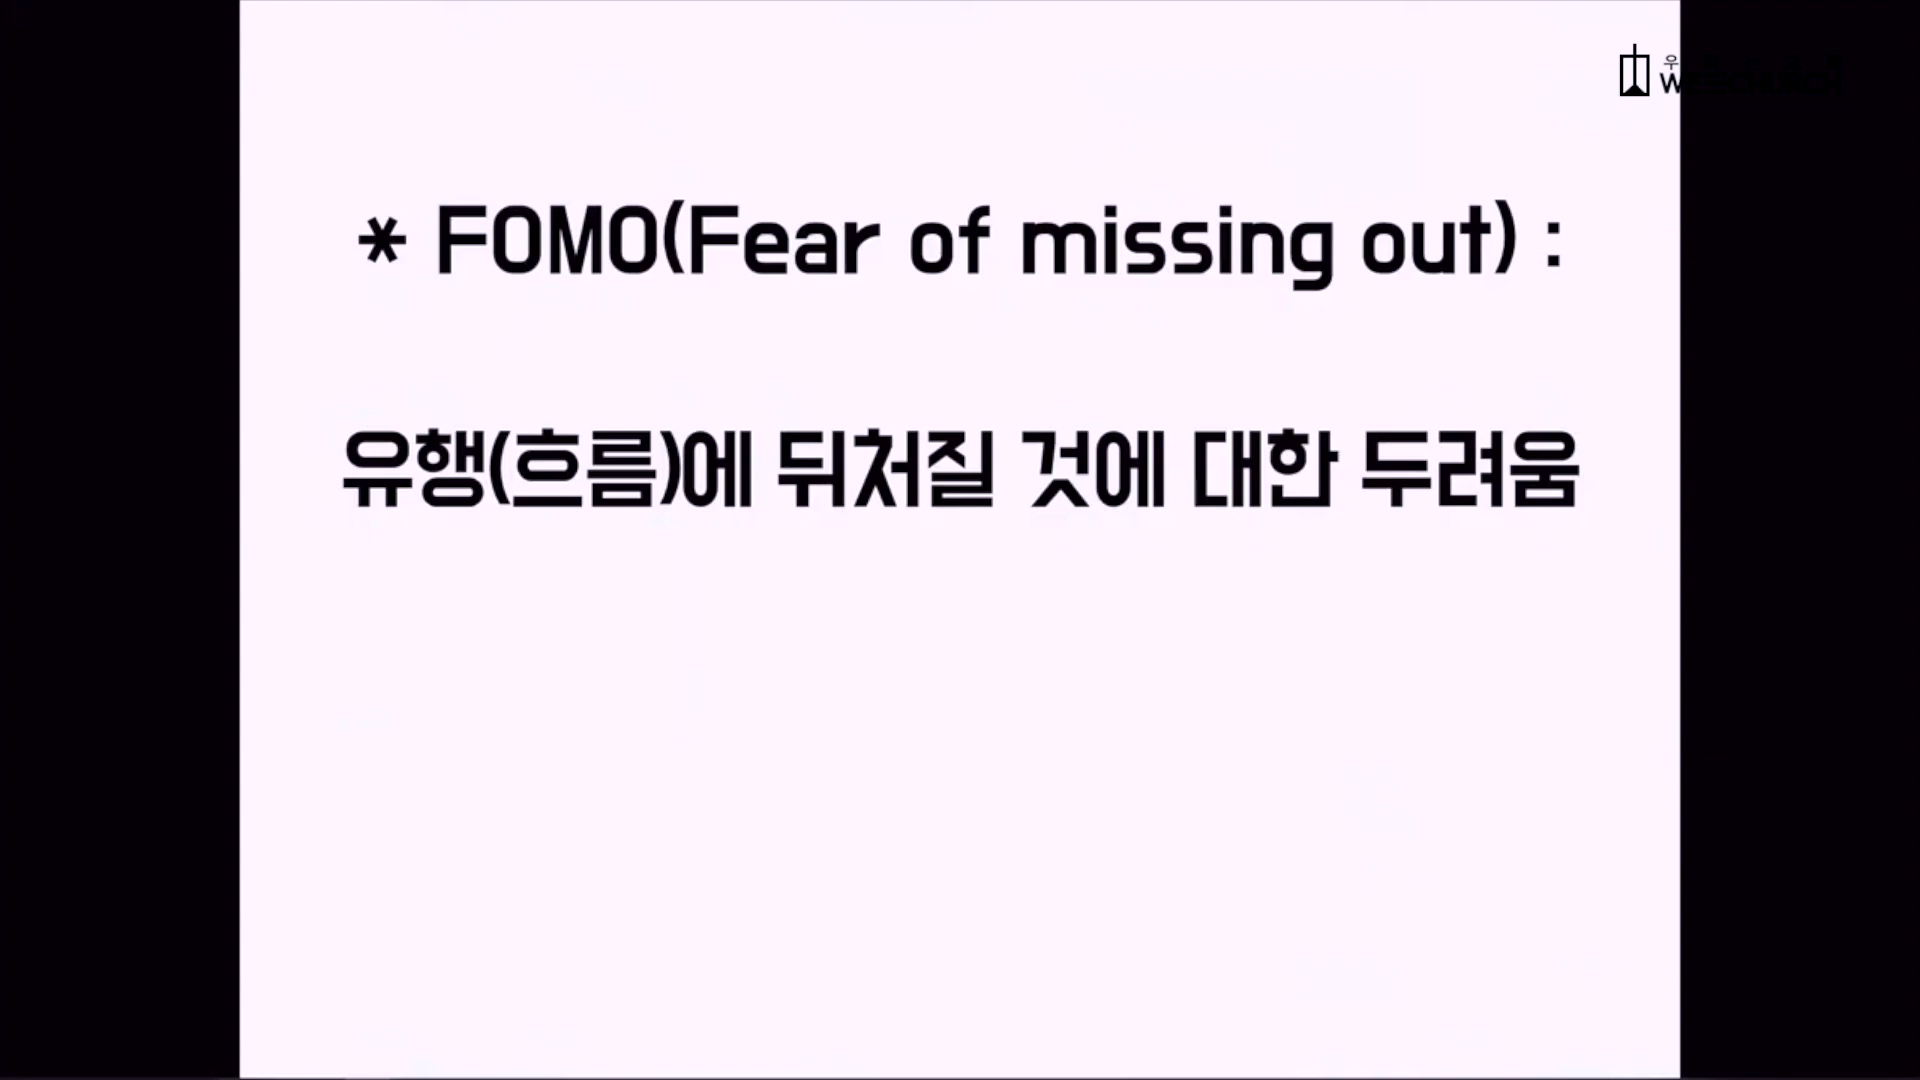 우
* FOMO(Fear of missing out) :
유행(흐름)에 뒤처질 것에 대한 두려움